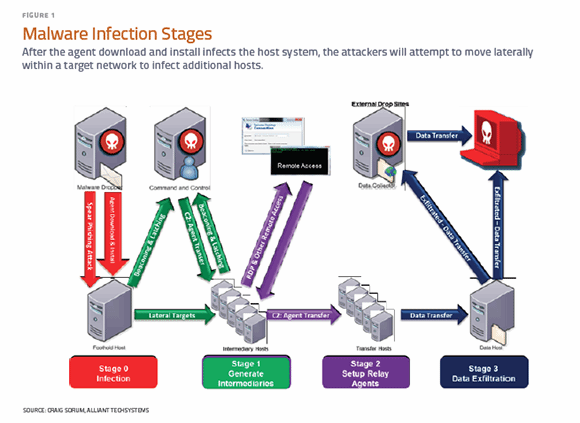 FIGURE 1
Malware Infection Stages
After the agent download and install infects the host system, the attackers will attempt to move laterally
within a target network to infect additional hosts.
External Drop Sites
Data Transfer
Remote Access
Malware Dropper
Command and Control
Data Collector
Spear Phishing Attack
Agent Download & Install
Beaconing & Latching
C2: Agent Transfer
Beaconing & Latching
RDP & Other Remote Access
Exfiltrated - Data Transfer
Exfiltrated - Data Transfer
Lateral Targets
C2: Agent Transfer
Data Transfer
Foothold Host
Intermediary Hosts
Transfer Hosts
Data Host
Stage 0
Infection
Stage 1
Generate
Intermediaries
Stage 2
Setup Relay
Agents
Stage 3
Data Exfiltration
SOURCE: CRAIG SORUM, ALLIANT TECHSYSTEMS